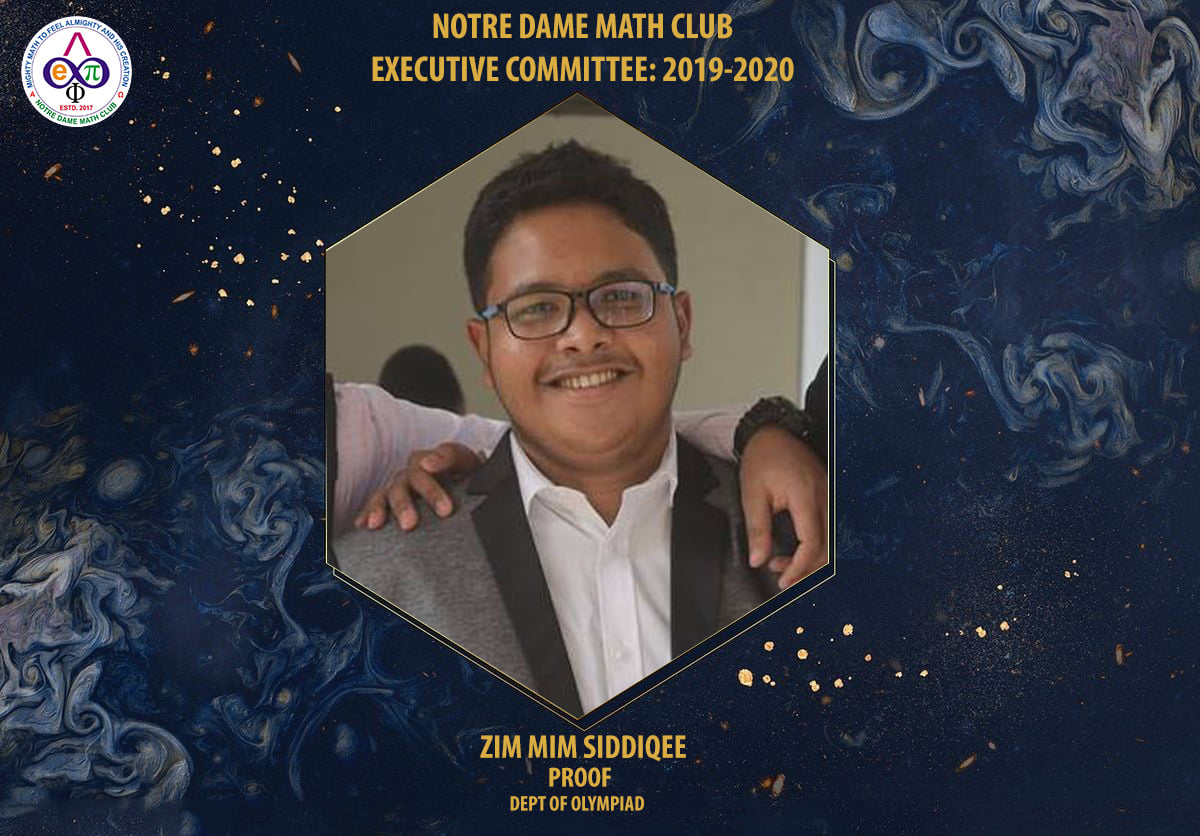 NOTRE DAME MATH CLUB
EXECUTIVE COMMITTEE: 2019-2020
MIGHTY MATH TO FEEL ALMIGHTY AND HIS CREATION
Λ
e π
Φ
ESTD. 2017
Α Ω
NOTRE DAME MATH CLUB
ZIM MIM SIDDIQEE
PROOF
DEPT OF OLYMPIAD